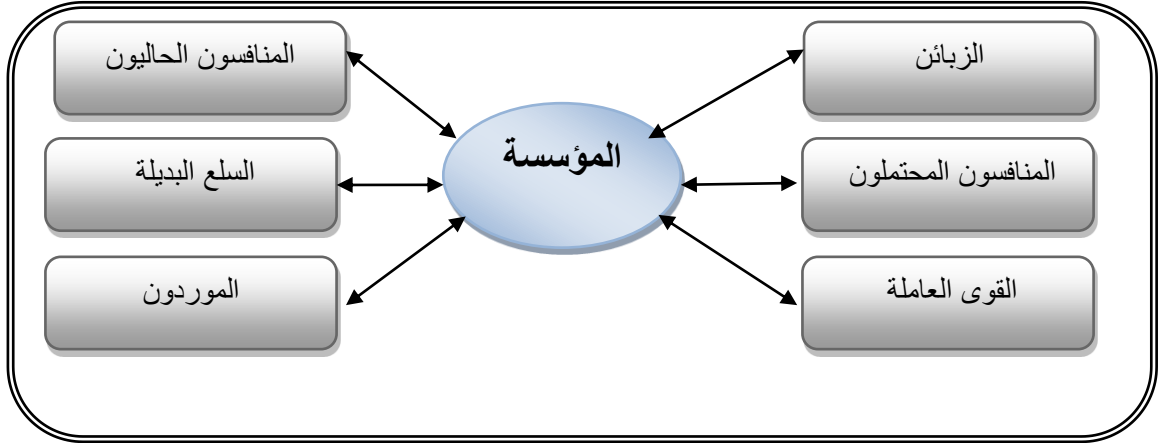 الزبائن
المنافسون الحاليون
المؤسسة
المنافسون المحتملون
السلع البديلة
القوى العاملة
الموردون